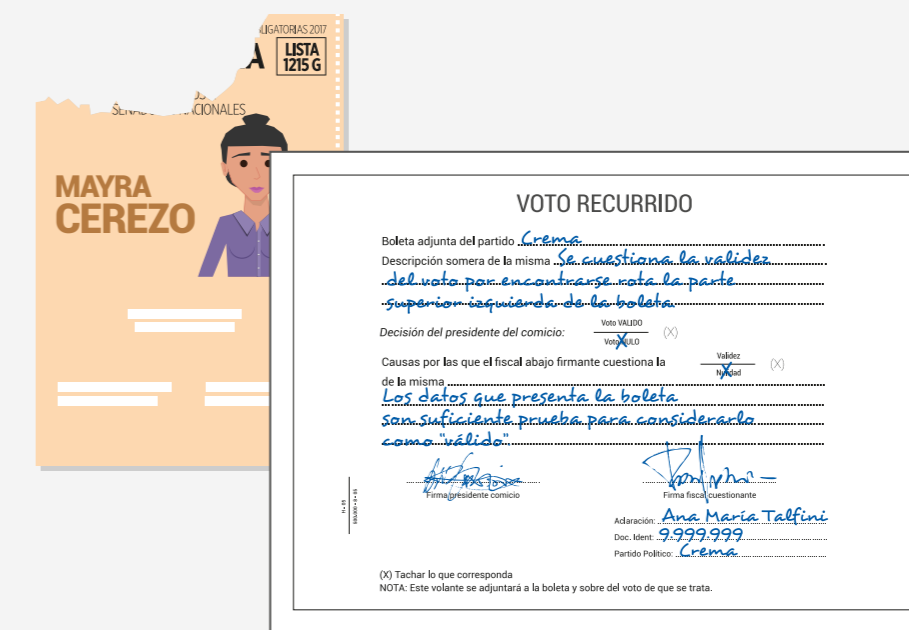 LIGATORIAS 2017
A
LISTA
1215 G
NACIONALES
MAYRA
CEREZO
VOTO RECURRIDO
Boleta adjunta del partido Crema
Descripción somera de la misma Se cuestiona la validez
del voto por encontrarse rota la parte
superior izquierda de la boleta
Decisión del presidente del comicio: Voto VALIDO (X)
Voto NULO
Causas por las que el fiscal abajo firmante cuestiona la Validez (X)
Nulidad
de la misma
Los datos que presenta la boleta
son suficiente prueba para considerarlo
como "válido"
Firma presidente comicio
Firma fiscal cuestionante
Aclaración: Ana María Talfini
Doc. Ident: 9.999.999
Partido Político: Crema
(X) Tachar lo que corresponda
NOTA: Este volante se adjuntará a la boleta y sobre del voto de que se trata.